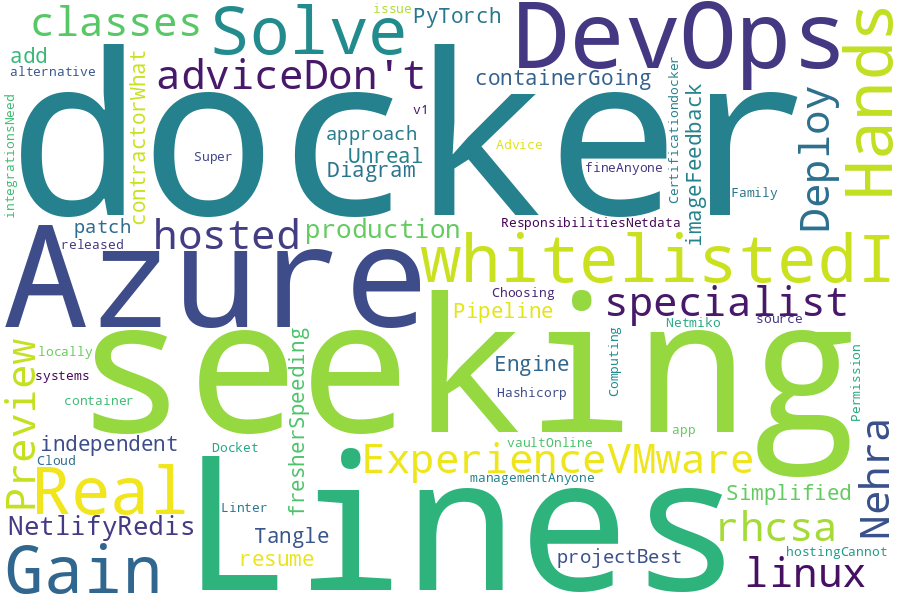 classes
Solve
issue
PyTorch
DevOps
Hands
add
alternative
adviceDon't
containerGoing
docker
contractorWhat
integrationsNeed
v1
approach
Advice
Super
Unreal
Diagram
fineAnyone
Certificationdocker
imageFeedback
Family
Deploy
patch
released
hosted
production
ResponsibilitiesNetdata
whitelistedI
Azure
Choosing
specialist
Pipeline
Netmiko
source
seeking
Preview
locally
systems
container
fresherSpeeding
Engine
Hashicorp
Computing
Permission
app
independent
Cloud
Docket
vaultOnline
Nehra
Real
ExperienceVMware
managementAnyone
Simplified
Lines
Linter
NetlifyRedis
Tangle
rhcsa
Gain
resume
projectBest
hostingCannot
linux